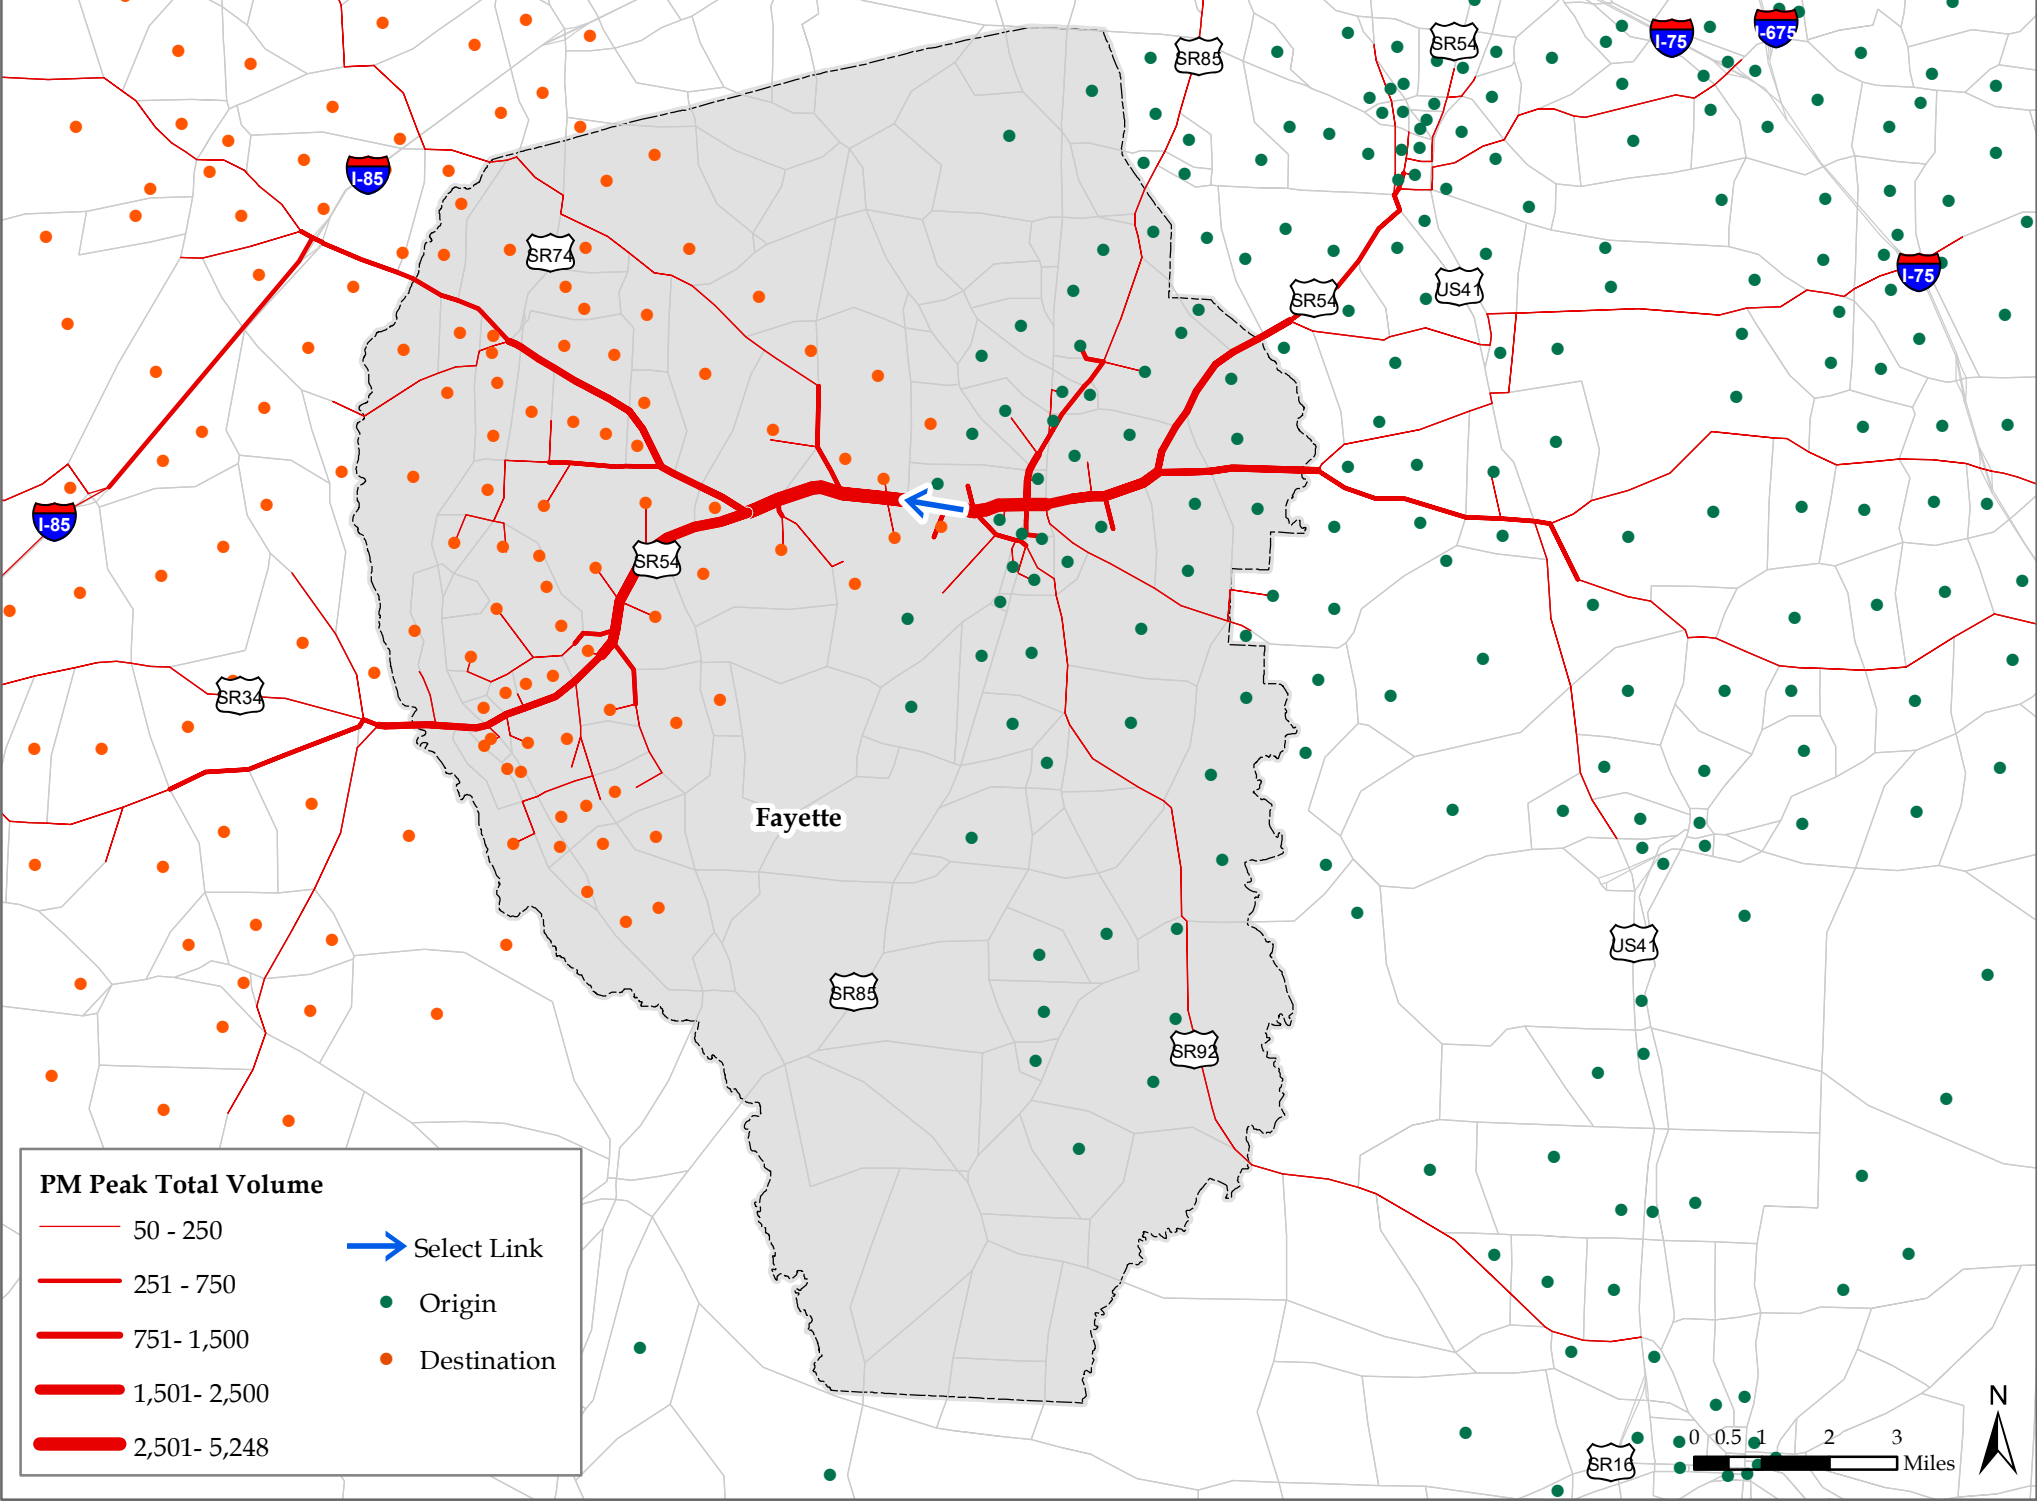 SR85
SR54
I-75
I-675
I-85
SR74
I-75
US41
SR54
I-85
SR54
SR34
Fayette
US41
SR85
SR92
PM Peak Total Volume
50 - 250
251 - 750
751- 1,500
1,501- 2,500
2,501- 5,248
Select Link
Origin
Destination
N
0 0.5 1 2 3
Miles
SR16